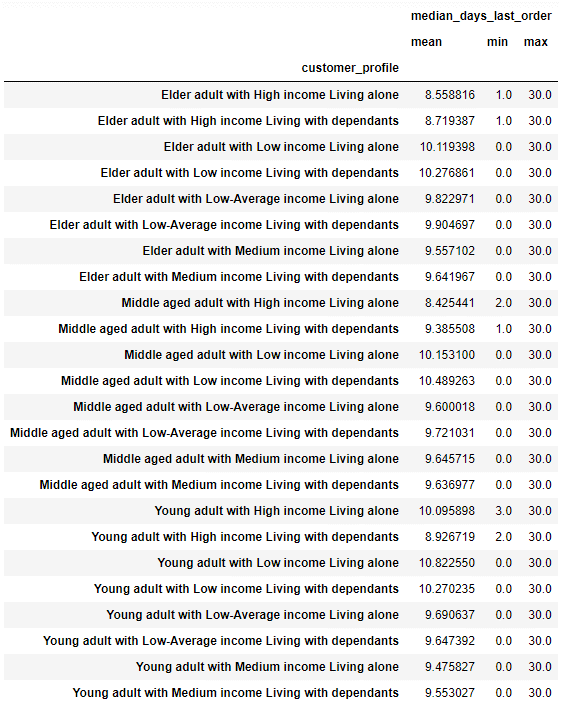 median_days_last_order
mean min max
customer_profile
Elder adult with High income Living alone 8.558816 1.0 30.0
Elder adult with High income Living with dependants 8.719387 1.0 30.0
Elder adult with Low income Living alone 10.119398 0.0 30.0
Elder adult with Low income Living with dependants 10.276861 0.0 30.0
Elder adult with Low-Average income Living alone 9.822971 0.0 30.0
Elder adult with Low-Average income Living with dependants 9.904697 0.0 30.0
Elder adult with Medium income Living alone 9.557102 0.0 30.0
Elder adult with Medium income Living with dependants 9.641967 0.0 30.0
Middle aged adult with High income Living alone 8.425441 2.0 30.0
Middle aged adult with High income Living with dependants 9.385508 1.0 30.0
Middle aged adult with Low income Living alone 10.153100 0.0 30.0
Middle aged adult with Low income Living with dependants 10.489263 0.0 30.0
Middle aged adult with Low-Average income Living alone 9.600018 0.0 30.0
Middle aged adult with Low-Average income Living with dependants 9.721031 0.0 30.0
Middle aged adult with Medium income Living alone 9.645715 0.0 30.0
Middle aged adult with Medium income Living with dependants 9.636977 0.0 30.0
Young adult with High income Living alone 10.095898 3.0 30.0
Young adult with High income Living with dependants 8.926719 2.0 30.0
Young adult with Low income Living alone 10.822550 0.0 30.0
Young adult with Low income Living with dependants 10.270235 0.0 30.0
Young adult with Low-Average income Living alone 9.690637 0.0 30.0
Young adult with Low-Average income Living with dependants 9.647392 0.0 30.0
Young adult with Medium income Living alone 9.475827 0.0 30.0
Young adult with Medium income Living with dependants 9.553027 0.0 30.0